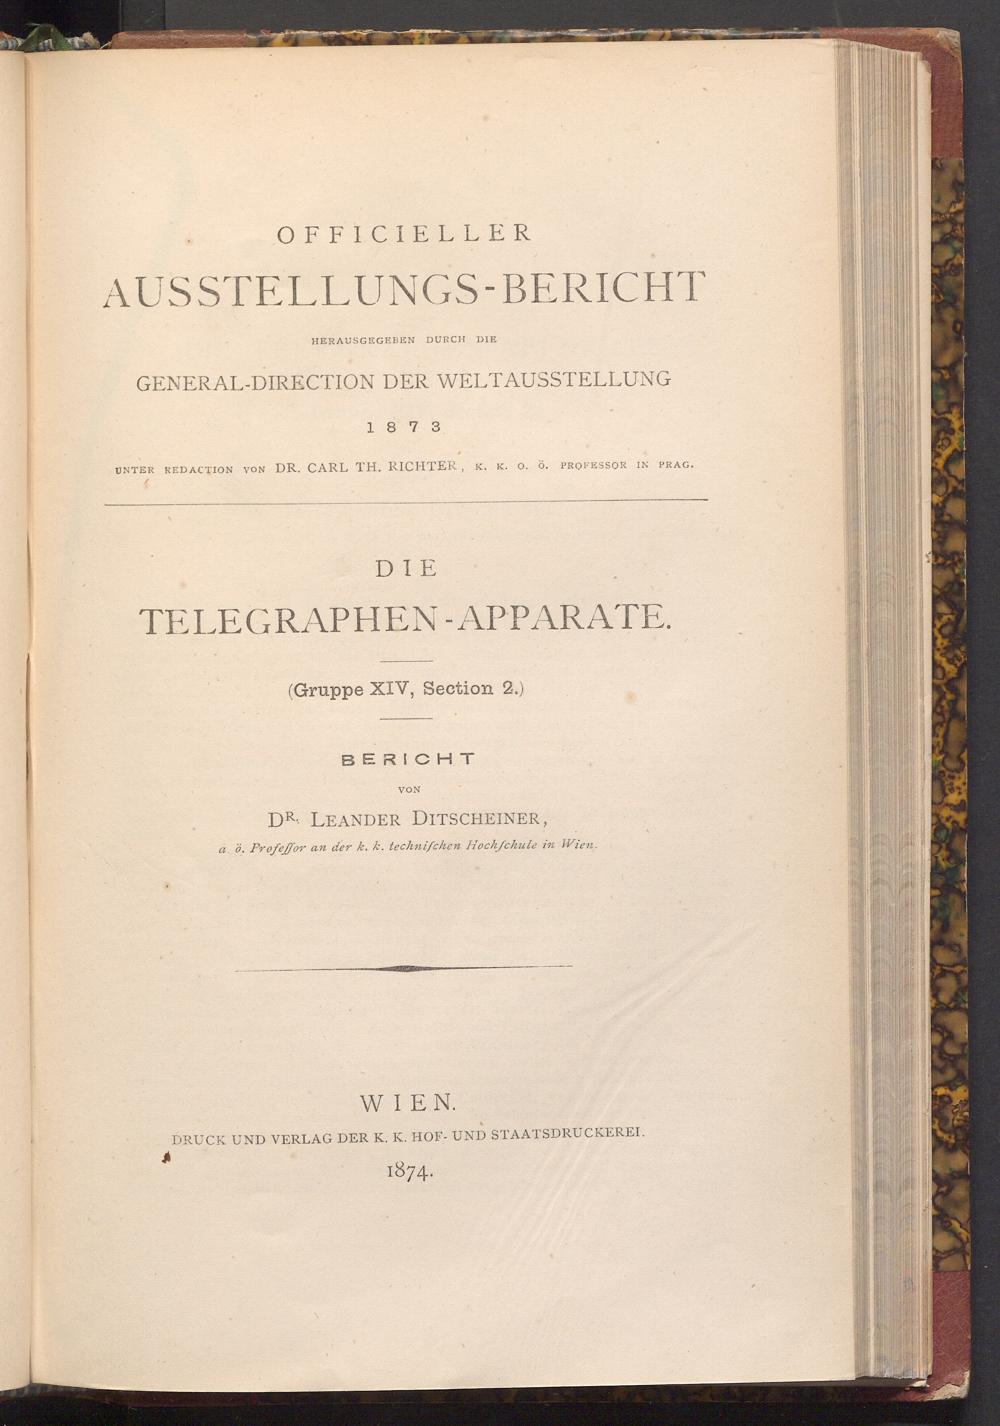 OFFICIELLER
AUSSTELLUNGS-BERICHT
HERAUSGEGEBEN DURCH DIE
GENERAL-DIRECTION DER WELTAUSSTELLUNG
1873
UNTER REDACTION VON DR. CARL TH. RICHTER, K. K. O. Ö. PROFESSOR IN PRAG.
DIE
TELEGRAPHEN-APPARATE.
(Gruppe XIV, Section 2.)
BERICHT
VON
DR. LEANDER DITSCHEINER,
a. ö. Profeſſor an der k. k. techniſchen Hochſchule in Wien.
WIEN.
DRUCK UND VERLAG DER K. K. HOF- UND STAATSDRUCKEREI.
1874.